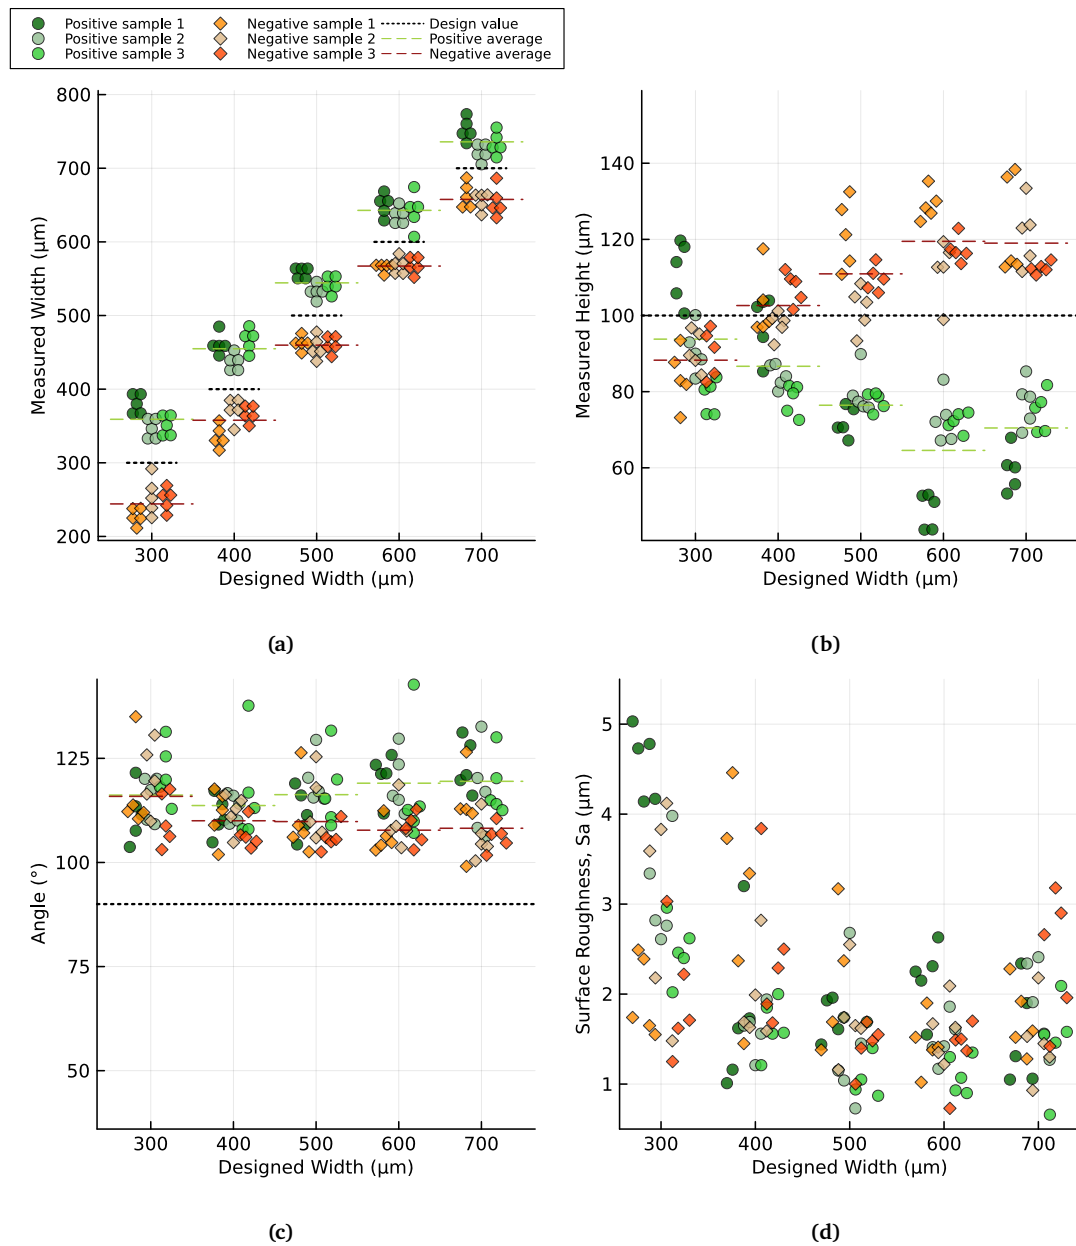 Positive sample 1 Negative sample 1 Design value
Positive sample 2 Negative sample 2 Positive average
Positive sample 3 Negative sample 3 Negative average
Measured Width (μm)
800
700
600
500
400
300
200
300 400 500 600 700
Designed Width (μm)
(a)
Measured Height (μm)
140
120
100
80
60
300 400 500 600 700
Designed Width (μm)
(b)
Angle (°)
125
100
75
50
300 400 500 600 700
Designed Width (μm)
(c)
Surface Roughness, Sa (μm)
5
4
3
2
1
300 400 500 600 700
Designed Width (μm)
(d)